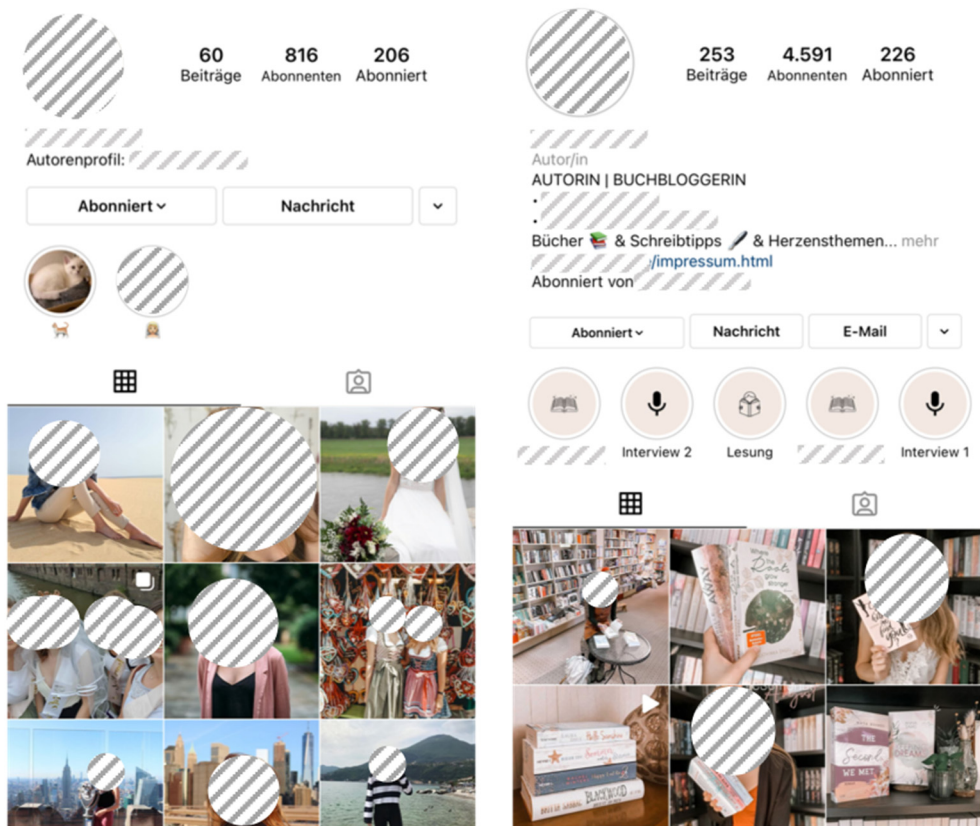 60 816 206
Beiträge Abonnenten Abonniert
Autorenprofil:
Abonniert Nachricht
253 4.591 226
Beiträge Abonnenten Abonniert
Autor/in
AUTORIN | BUCHBLOGGERIN
•
•
Bücher 📚 & Schreibtipps 🖋 & Herzensthemen... mehr
/impressum.html
Abonniert von
Abonniert Nachricht E-Mail
Interview 2 Lesung Interview 1
Where
the
Roots
grow
stronger
AWAY
BLACKWOOD
THE
Secret
WE MET